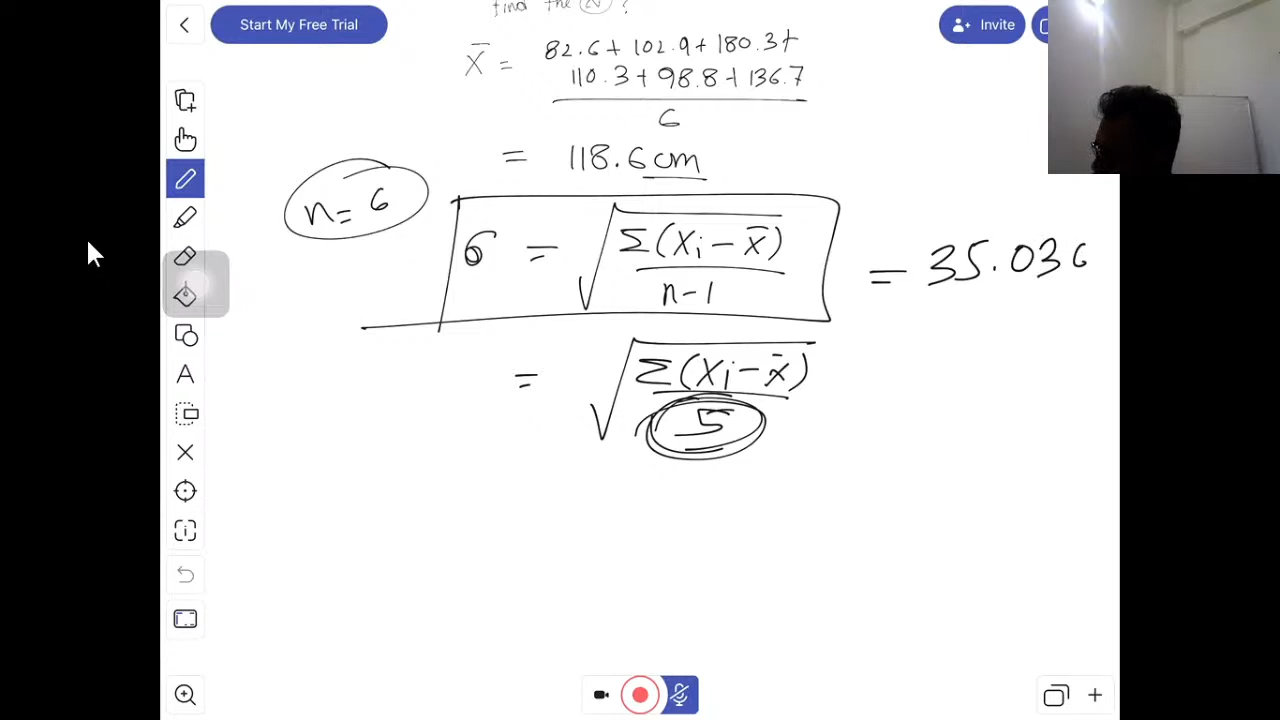 Start My Free Trial
Invite
find the N ?
X̄ = 82.6 + 102.9 + 180.3 +
110.3 + 98.8 + 136.7
6
= 118.6 cm
n = 6
6 = √ Σ(Xi - x̄)
n-1
= 35.036
= √ Σ(Xi - x̄)
5
A